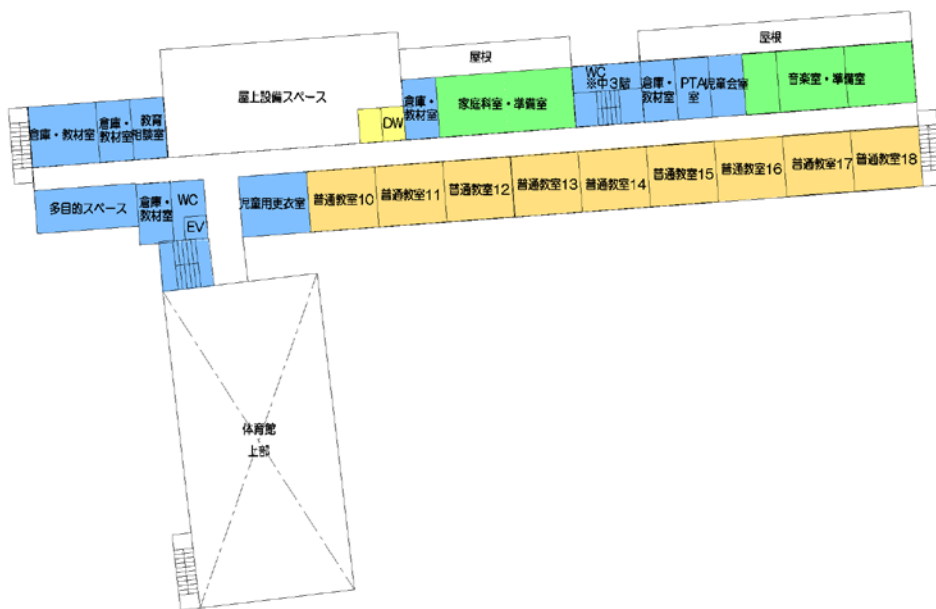 屋根
屋根
屋上設備スペース
WC
※中3階
倉庫・
教材室
PTA
室
児童会室
音楽室・準備室
倉庫・
教材室
家庭科室・準備室
DW
倉庫・教材室
倉庫・
教材室
教育
相談室
多目的スペース
倉庫・
教材室
WC
EV
児童用更衣室
普通教室10
普通教室11
普通教室12
普通教室13
普通教室14
普通教室15
普通教室16
普通教室17
普通教室18
体育館
上部